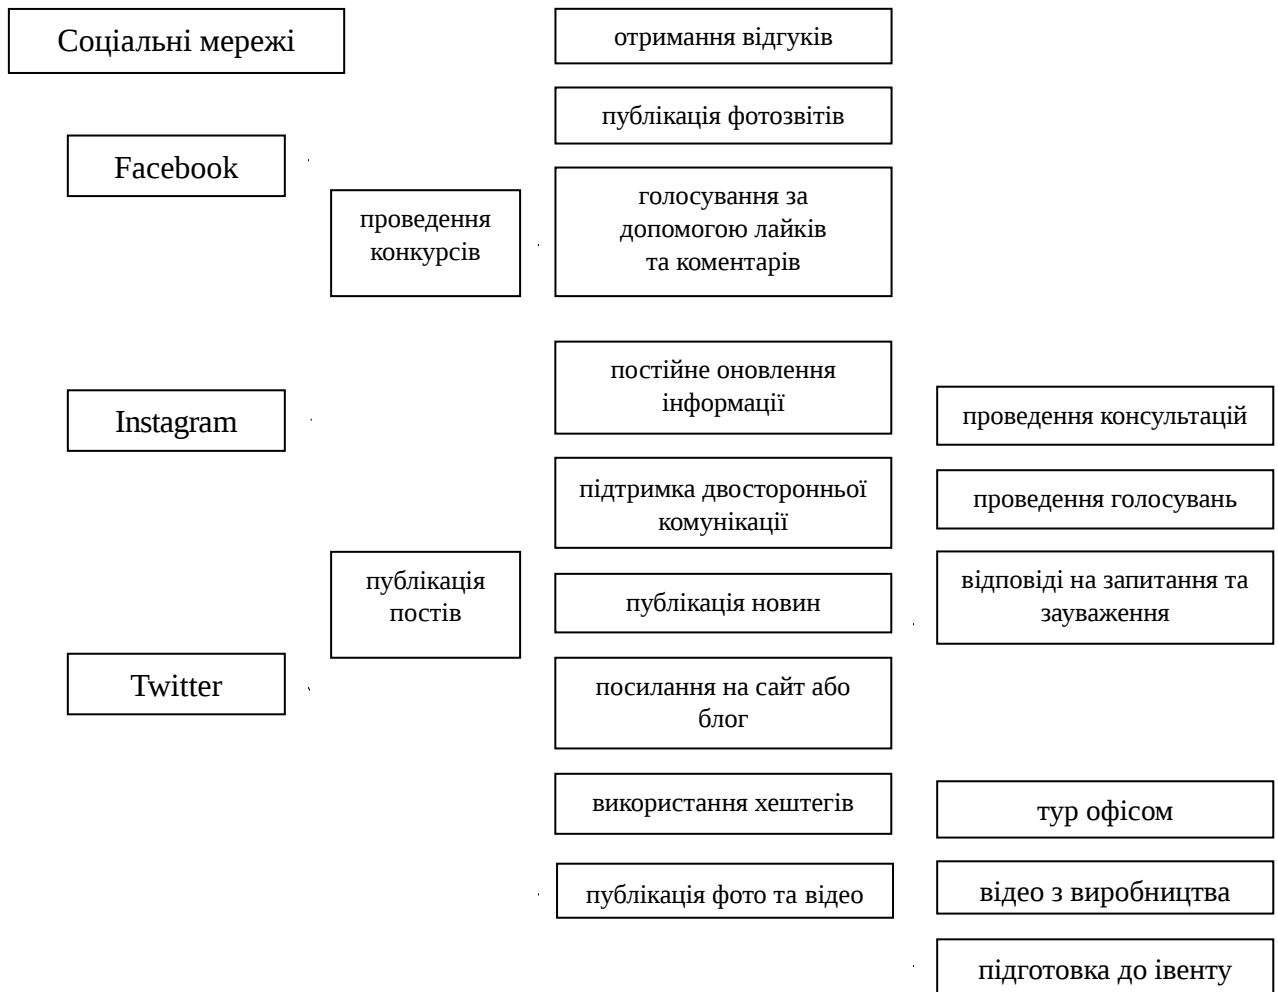 Соціальні мережі
Facebook
Instagram
Twitter
проведення
конкурсів
публікація
постів
отримання відгуків
публікація фотозвітів
голосування за
допомогою лайків
та коментарів
постійне оновлення
інформації
підтримка двосторонньої
комунікації
публікація новин
посилання на сайт або
блог
використання хештегів
публікація фото та відео
проведення консультацій
проведення голосувань
відповіді на запитання та
зауваження
тур офісом
відео з виробництва
підготовка до івенту